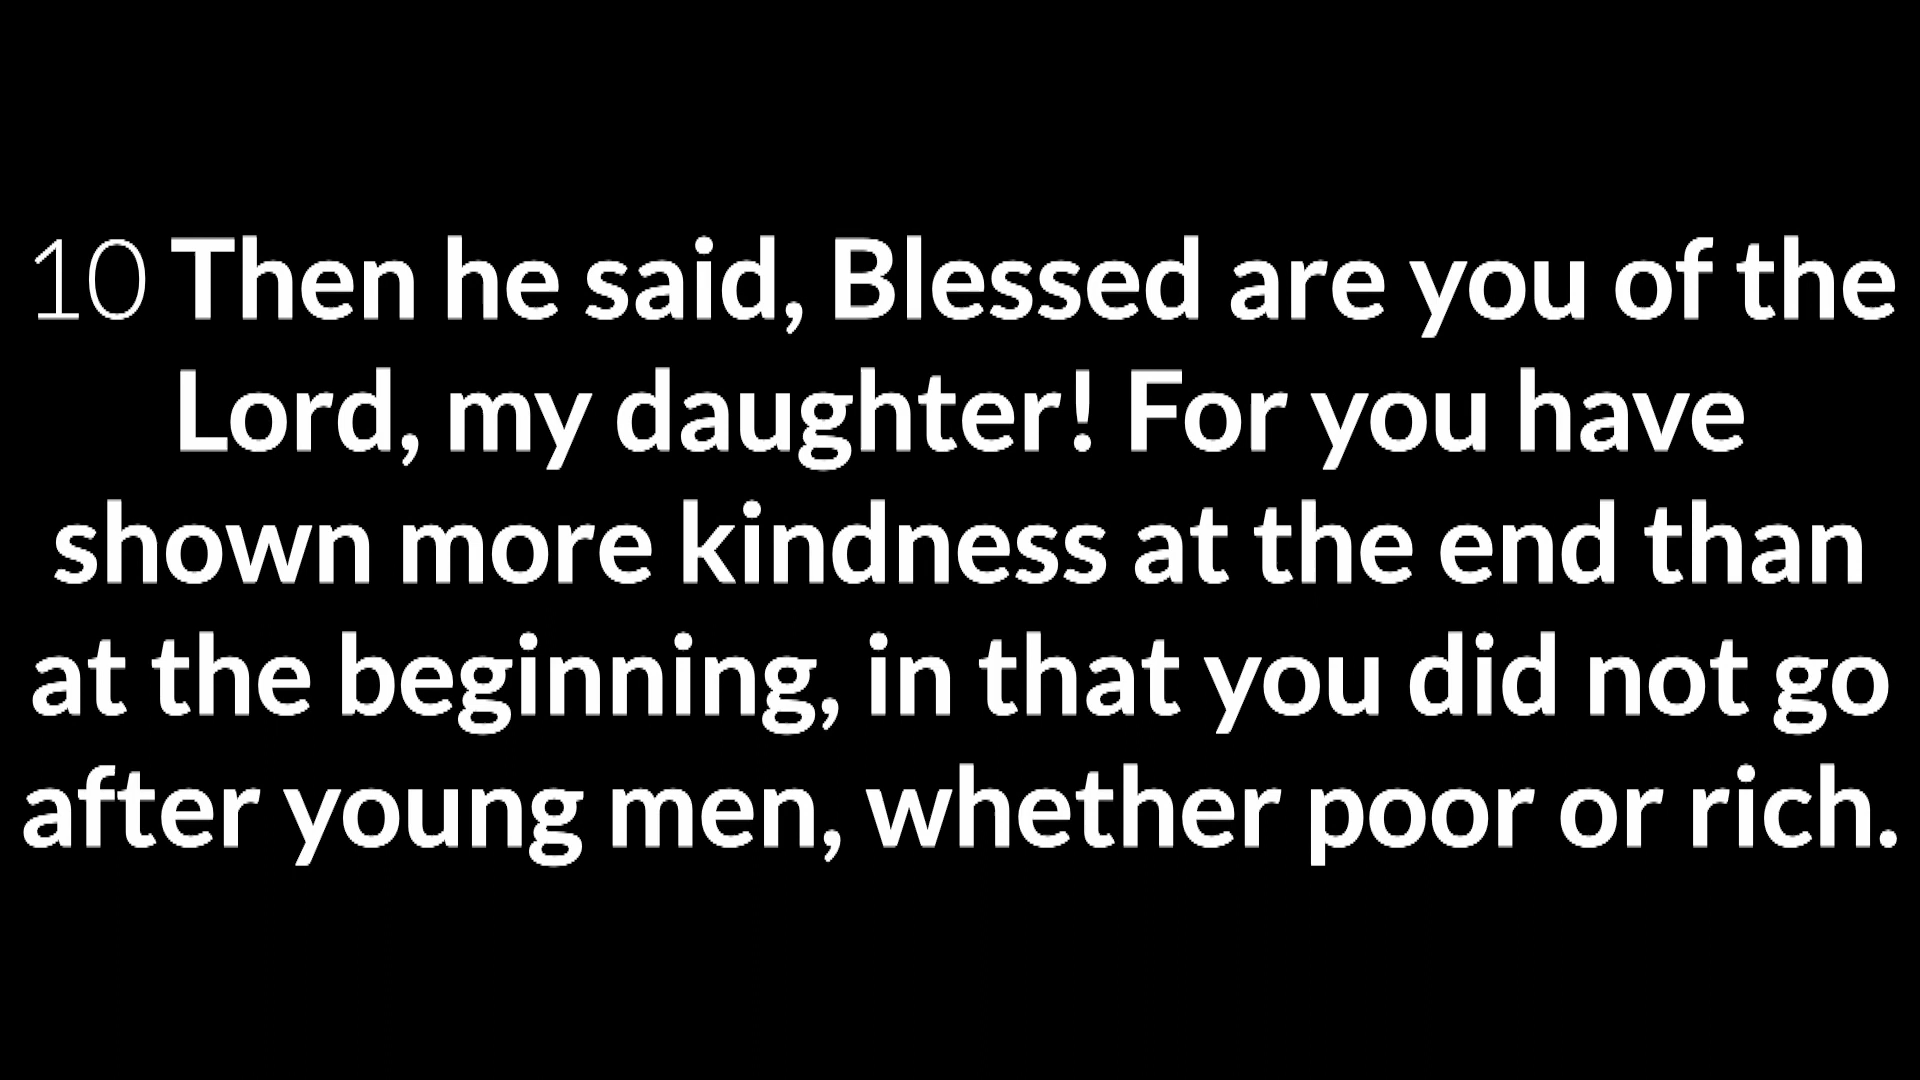 10 Then he said, Blessed are you of the
Lord, my daughter! For you have
shown more kindness at the end than
at the beginning, in that you did not go
after young men, whether poor or rich.